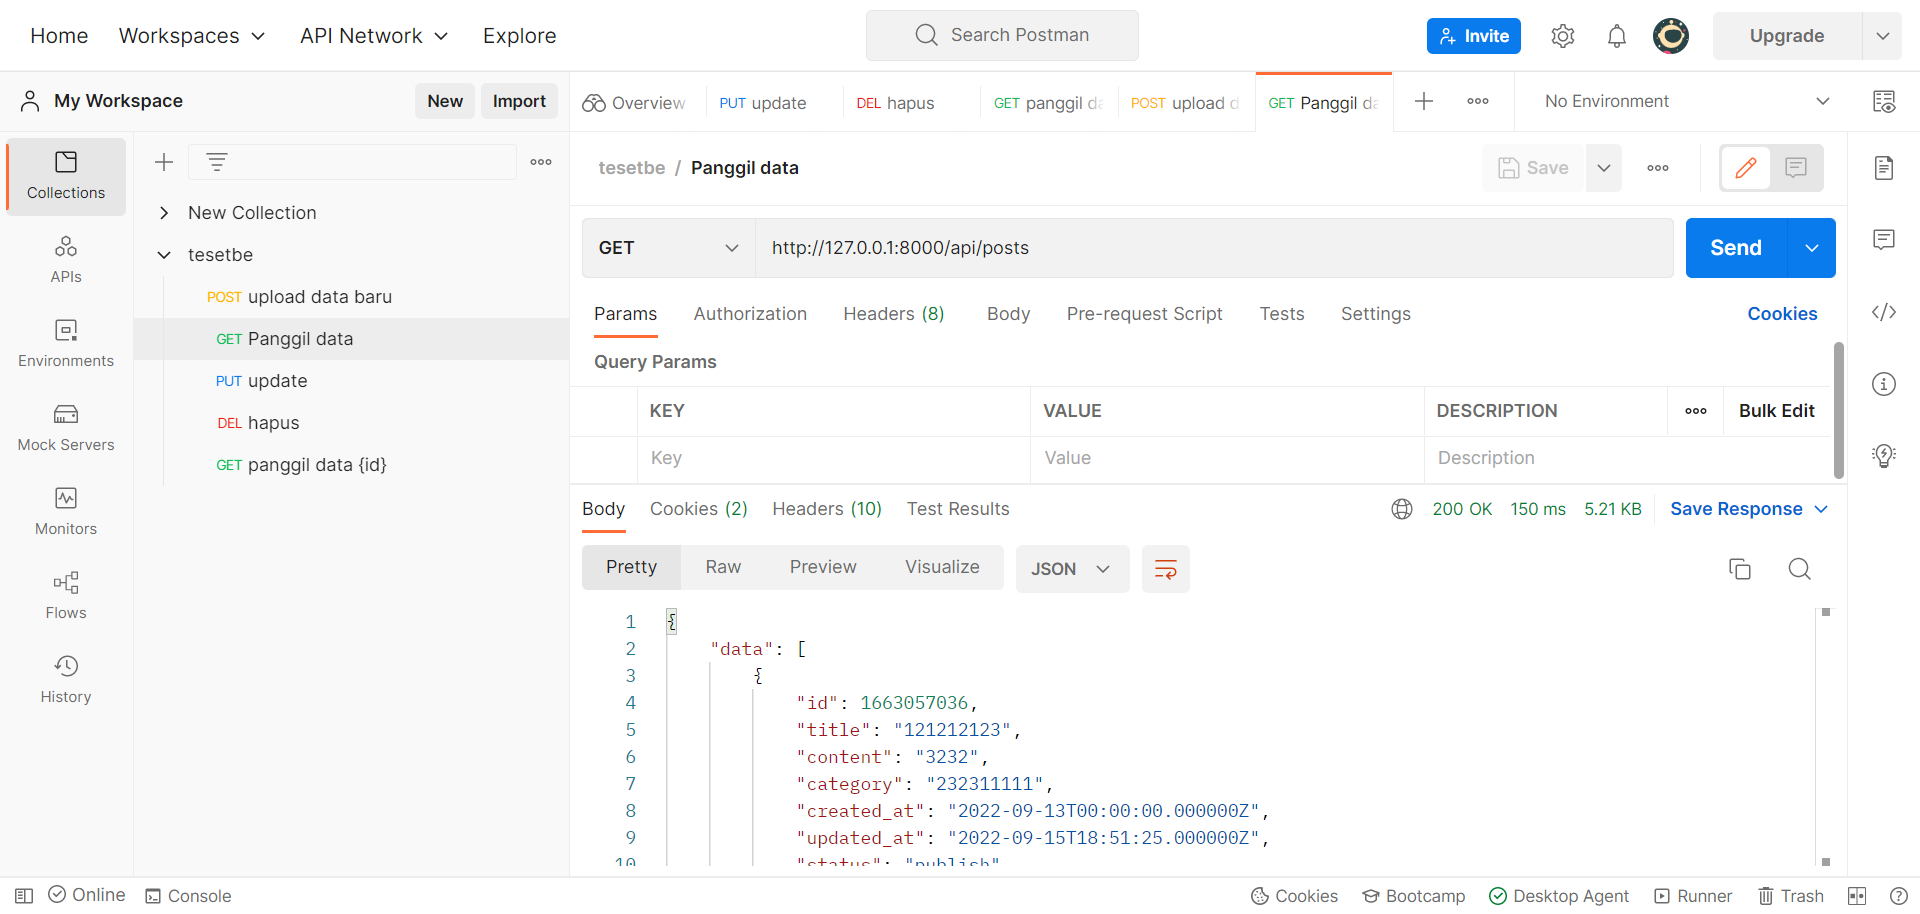 Home Workspaces API Network Explore Search Postman Invite Upgrade
My Workspace New Import Overview PUT update DEL hapus GET panggil da POST upload d GET Panggil da No Environment
Collections
APIs
Environments
Mock Servers
Monitors
Flows
History
New Collection
tesetbe
POST upload data baru
GET Panggil data
PUT update
DEL hapus
GET panggil data {id}
tesetbe / Panggil data Save
GET http://127.0.0.1:8000/api/posts Send
Params Authorization Headers (8) Body Pre-request Script Tests Settings Cookies
Query Params
KEY VALUE DESCRIPTION Bulk Edit
Key Value Description
Body Cookies (2) Headers (10) Test Results 200 OK 150 ms 5.21 KB Save Response
Pretty Raw Preview Visualize JSON
1 {
2 "data": [
3 {
4 "id": 1663057036,
5 "title": "121212123",
6 "content": "3232",
7 "category": "232311111",
8 "created_at": "2022-09-13T00:00:00.000000Z",
9 "updated_at": "2022-09-15T18:51:25.000000Z",
10 "status": "publish"
Online Console Cookies Bootcamp Desktop Agent Runner Trash